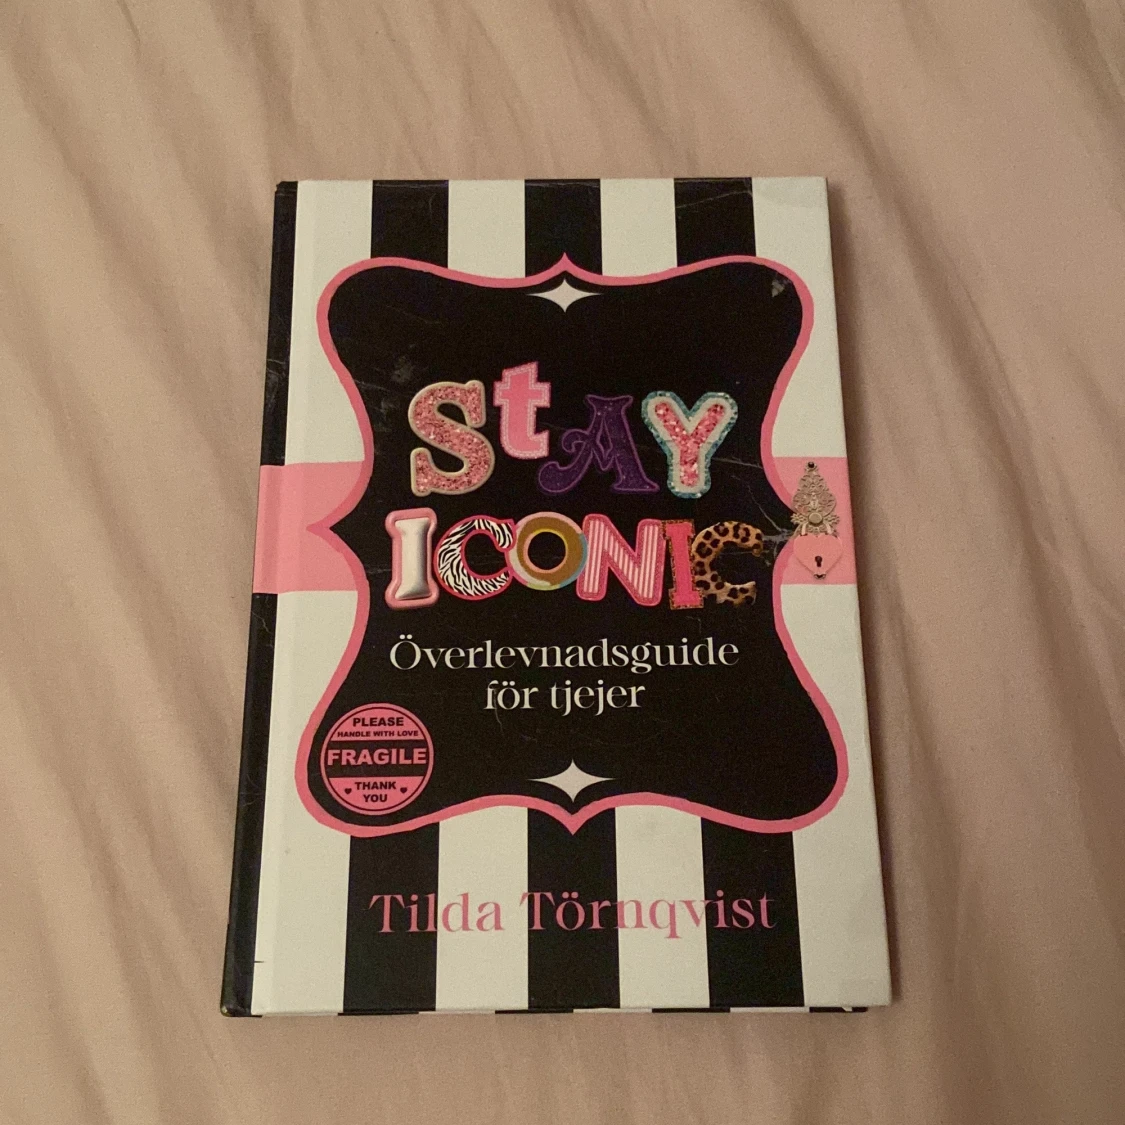 StAY
ICONIC
Överlevnadsguide
för tjejer
PLEASE
HANDLE WITH LOVE
FRAGILE
THANK
YOU
Tilda Törnqvist